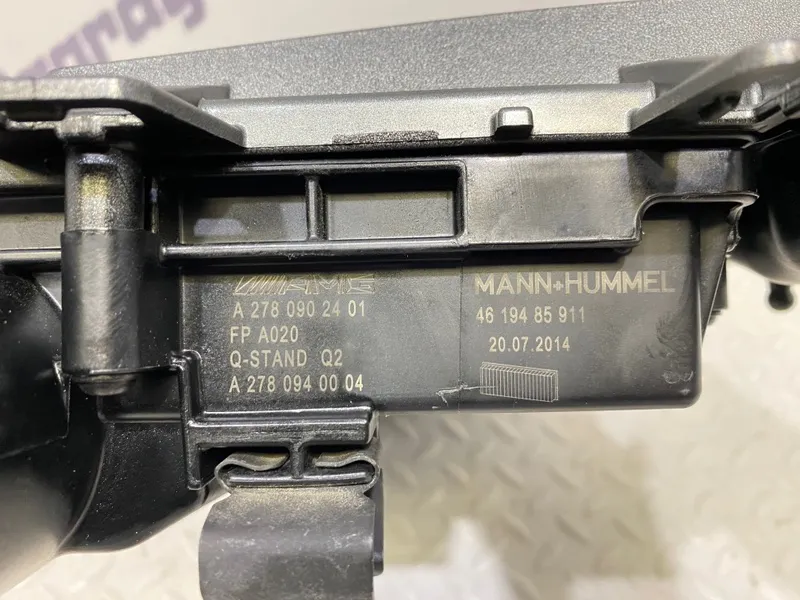 AMG
A 278 090 24 01
FP A020
Q-STAND Q2
A 278 094 00 04
MANN+HUMMEL
46 194 85 911
20.07.2014